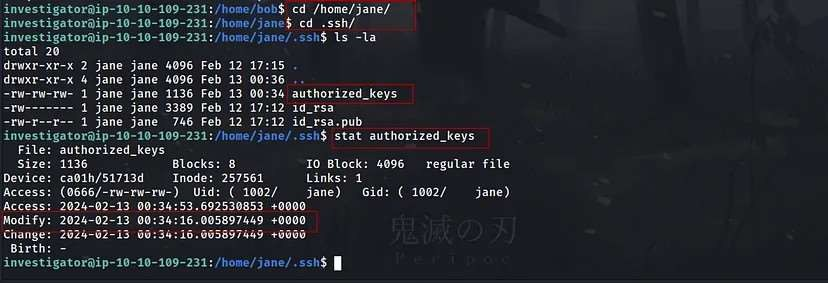 investigator@ip-10-10-109-231:/home/bob$ cd /home/jane/
investigator@ip-10-10-109-231:/home/jane$ cd .ssh/
investigator@ip-10-10-109-231:/home/jane/.ssh$ ls -la
total 20
drwxr-xr-x 2 jane jane 4096 Feb 12 17:15 .
drwxr-xr-x 4 jane jane 4096 Feb 13 00:36 ..
-rw-rw-rw- 1 jane jane 1136 Feb 13 00:34 authorized_keys
-rw------- 1 jane jane 3389 Feb 12 17:12 id_rsa
-rw-r--r-- 1 jane jane  746 Feb 12 17:12 id_rsa.pub
investigator@ip-10-10-109-231:/home/jane/.ssh$ stat authorized_keys
  File: authorized_keys
  Size: 1136            Blocks: 8          IO Block: 4096   regular file
Device: ca01h/51713d    Inode: 257561      Links: 1
Access: (0666/-rw-rw-rw-)  Uid: ( 1002/    jane)   Gid: ( 1002/    jane)
Access: 2024-02-13 00:34:53.692530853 +0000
Modify: 2024-02-13 00:34:16.005897449 +0000
Change: 2024-02-13 00:34:16.005897449 +0000
 Birth: -
investigator@ip-10-10-109-231:/home/jane/.ssh$
鬼滅の刃
Peripoc